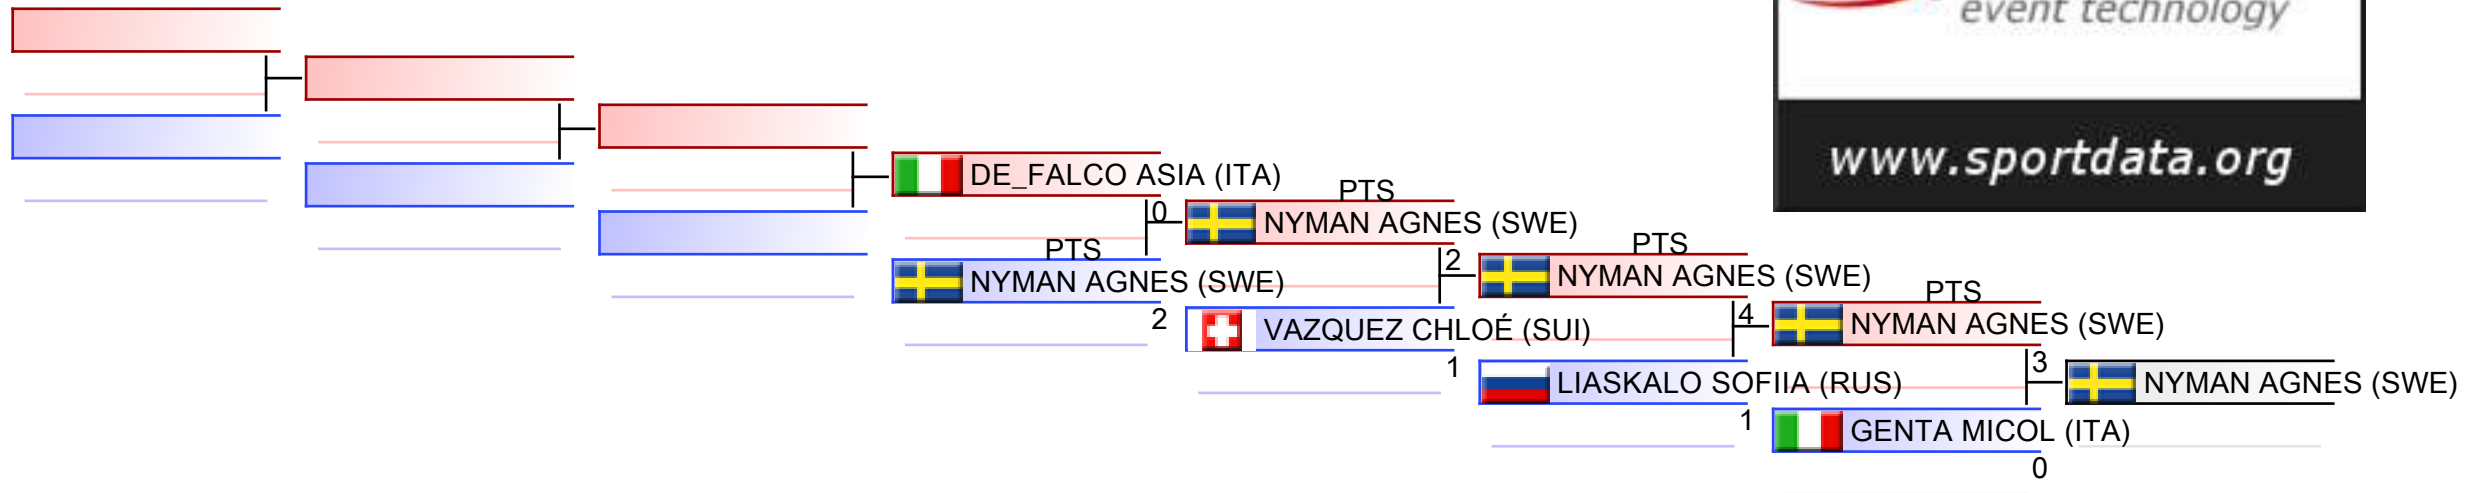 event technology
www.sportdata.org
DE_FALCO ASIA (ITA)
0
PTS
NYMAN AGNES (SWE)
2
PTS
NYMAN AGNES (SWE)
2
VAZQUEZ CHLOÉ (SUI)
1
PTS
NYMAN AGNES (SWE)
4
LIASKALO SOFIIA (RUS)
1
PTS
NYMAN AGNES (SWE)
3
GENTA MICOL (ITA)
0
NYMAN AGNES (SWE)